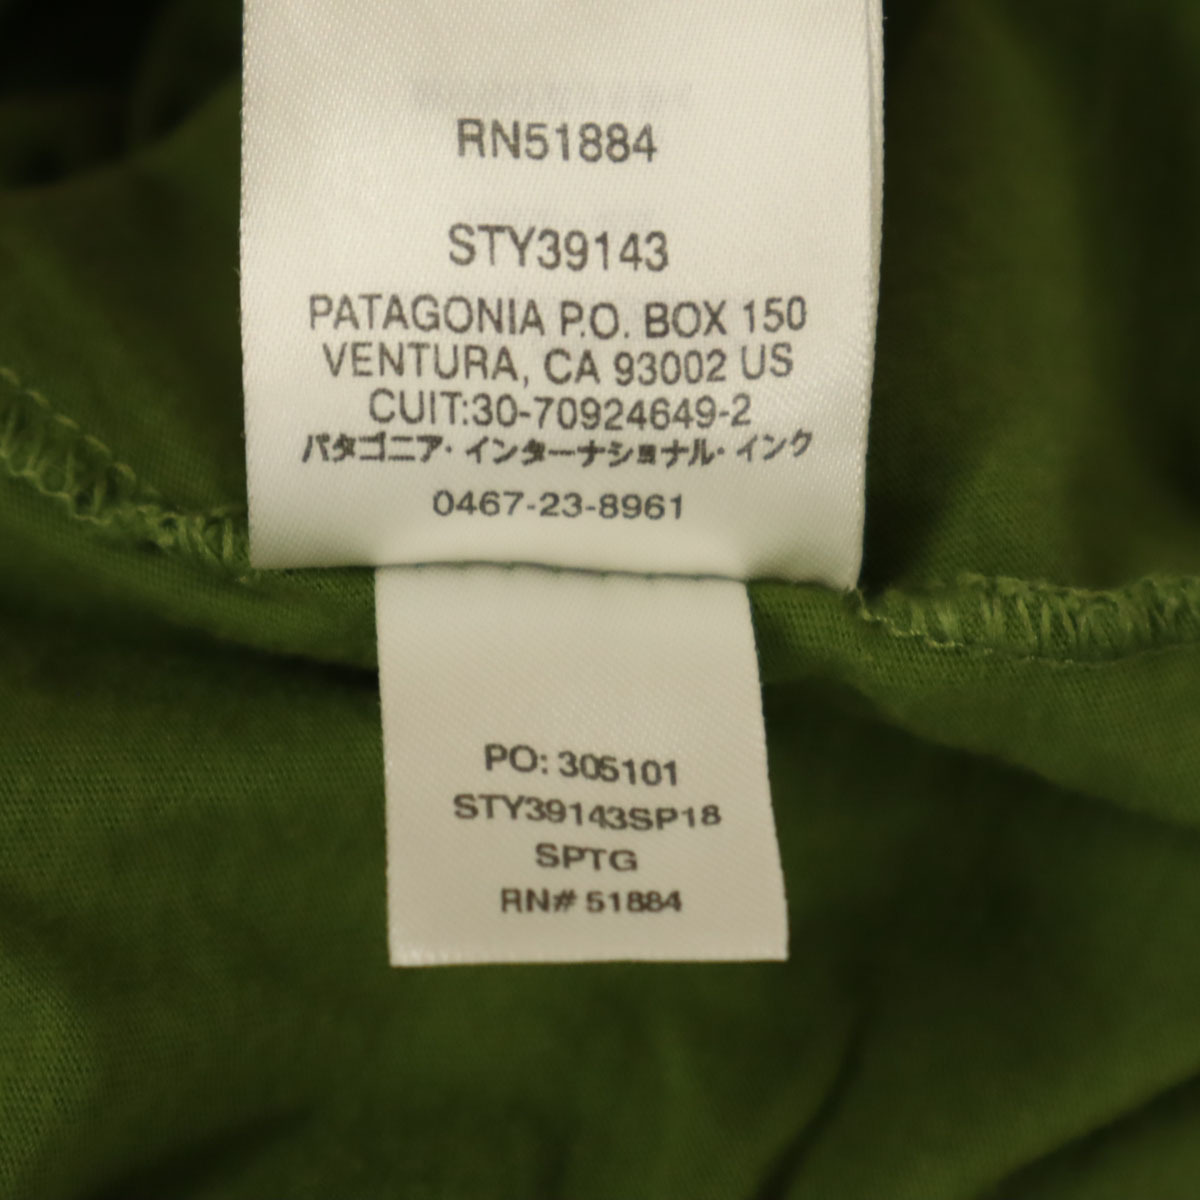 RN51884
STY39143
PATAGONIA P.O. BOX 150
VENTURA, CA 93002 US
CUIT:30-70924649-2
パタゴニア・インターナショナル・インク
0467-23-8961
PO: 305101
STY39143SP18
SPTG
RN# 51884